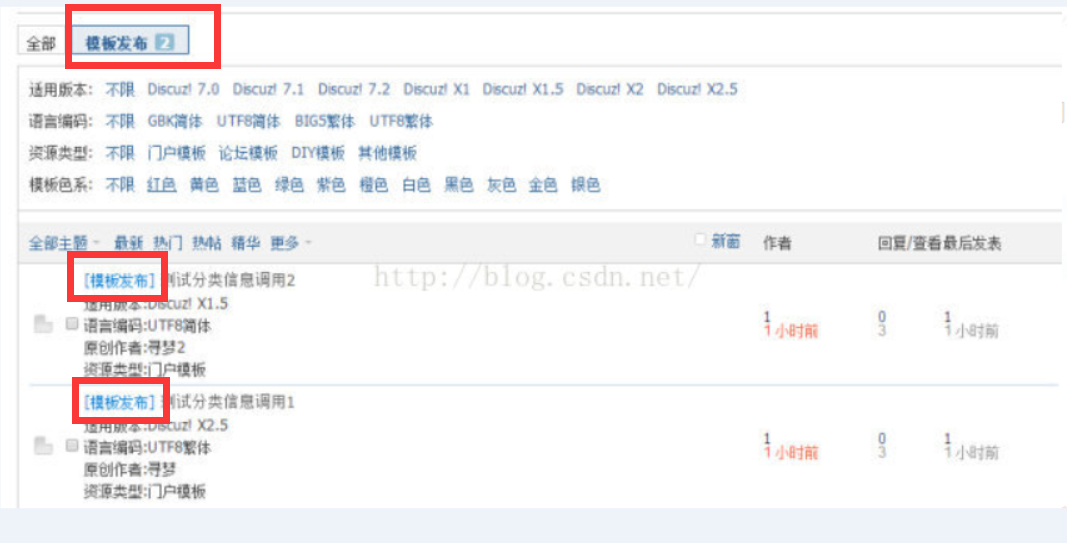 全部 模板发布 2
适用版本: 不限 Discuz! 7.0 Discuz! 7.1 Discuz! 7.2 Discuz! X1 Discuz! X1.5 Discuz! X2 Discuz! X2.5
语言编码: 不限 GBK简体 UTF8简体 BIG5繁体 UTF8繁体
资源类型: 不限 门户模板 论坛模板 DIY模板 其他模板
模板色系: 不限 红色 黄色 蓝色 绿色 紫色 橙色 白色 黑色 灰色 金色 银色
全部主题 最新 热门 热帖 精华 更多 新窗 作者 回复/查看最后发表
[模板发布] 测试分类信息调用2
http://blog.csdn.net/
适用版本:Discuz! X1.5
语言编码:UTF8简体
原创作者:寻梦2
资源类型:门户模板
1 0 1
1 小时前 3 1 小时前
[模板发布] 测试分类信息调用1
适用版本:Discuz! X2.5
语言编码:UTF8繁体
原创作者:寻梦
资源类型:门户模板
1 0 1
1 小时前 3 1 小时前